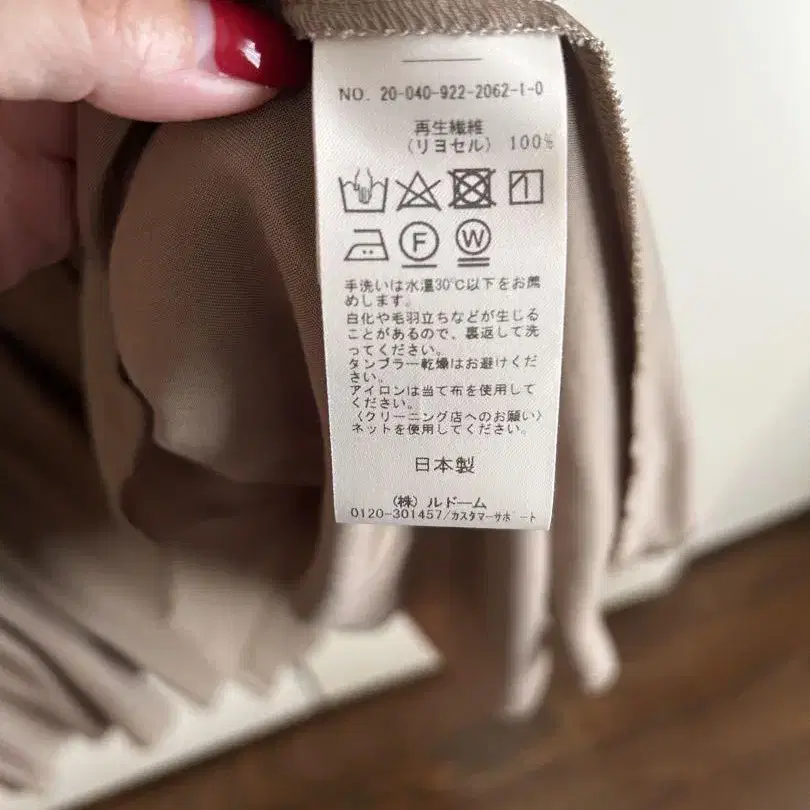 NO. 20-040-922-2062-1-0
再生繊維
(リヨセル) 100%
F W
手洗いは水温30℃以下をお薦
めします。
白化や毛羽立ちなどが生じる
ことがあるので、裏返して洗
ってください。
タンブラー乾燥はお避けくだ
さい。
アイロンは当て布を使用して
ください。
〈クリーニング店へのお願い〉
ネットを使用してください。
日本製
(株) ルドーム
0120-301457/カスタマーサポート